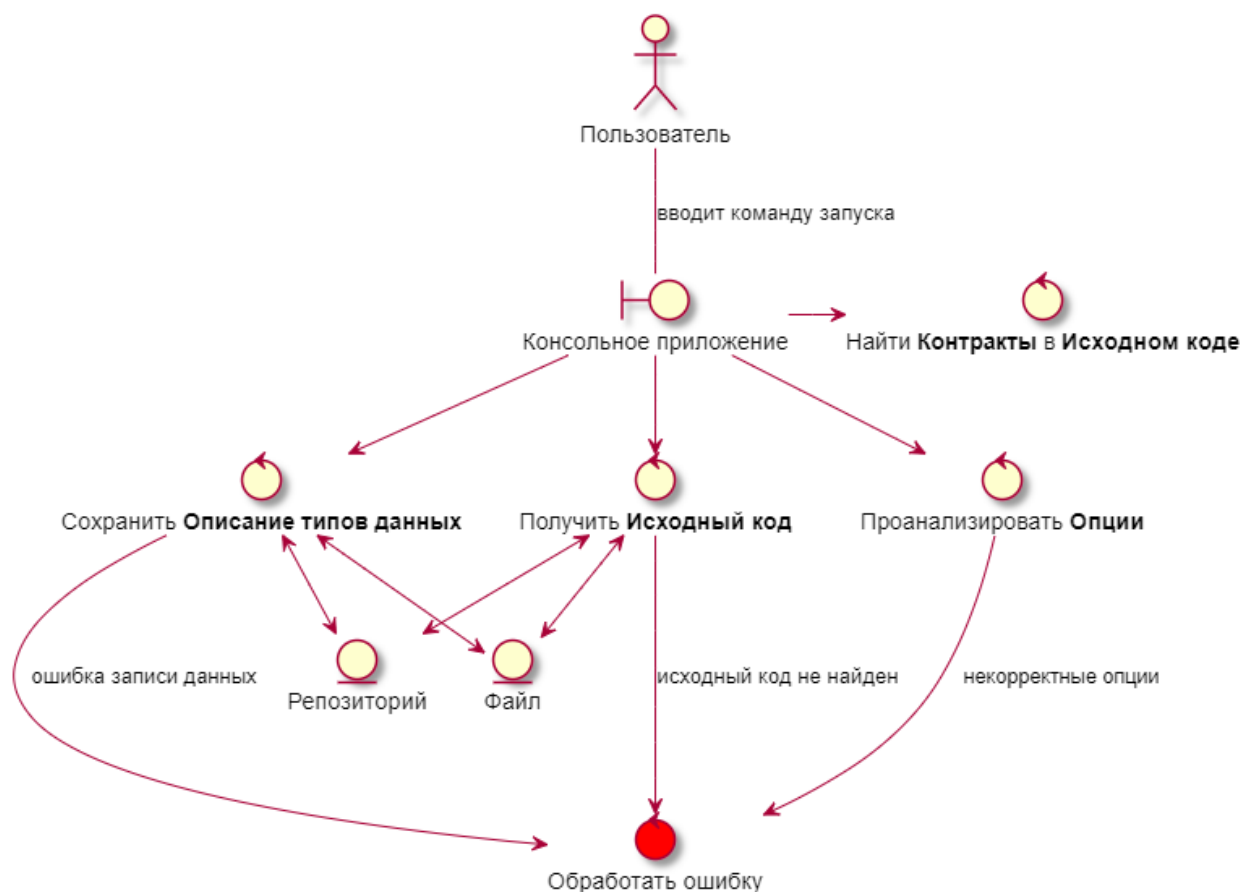 Пользователь
вводит команду запуска
Консольное приложение
Найти Контракты в Исходном коде
Сохранить Описание типов данных
Получить Исходный код
Проанализировать Опции
ошибка записи данных
Репозиторий
Файл
исходный код не найден
некорректные опции
Обработать ошибку